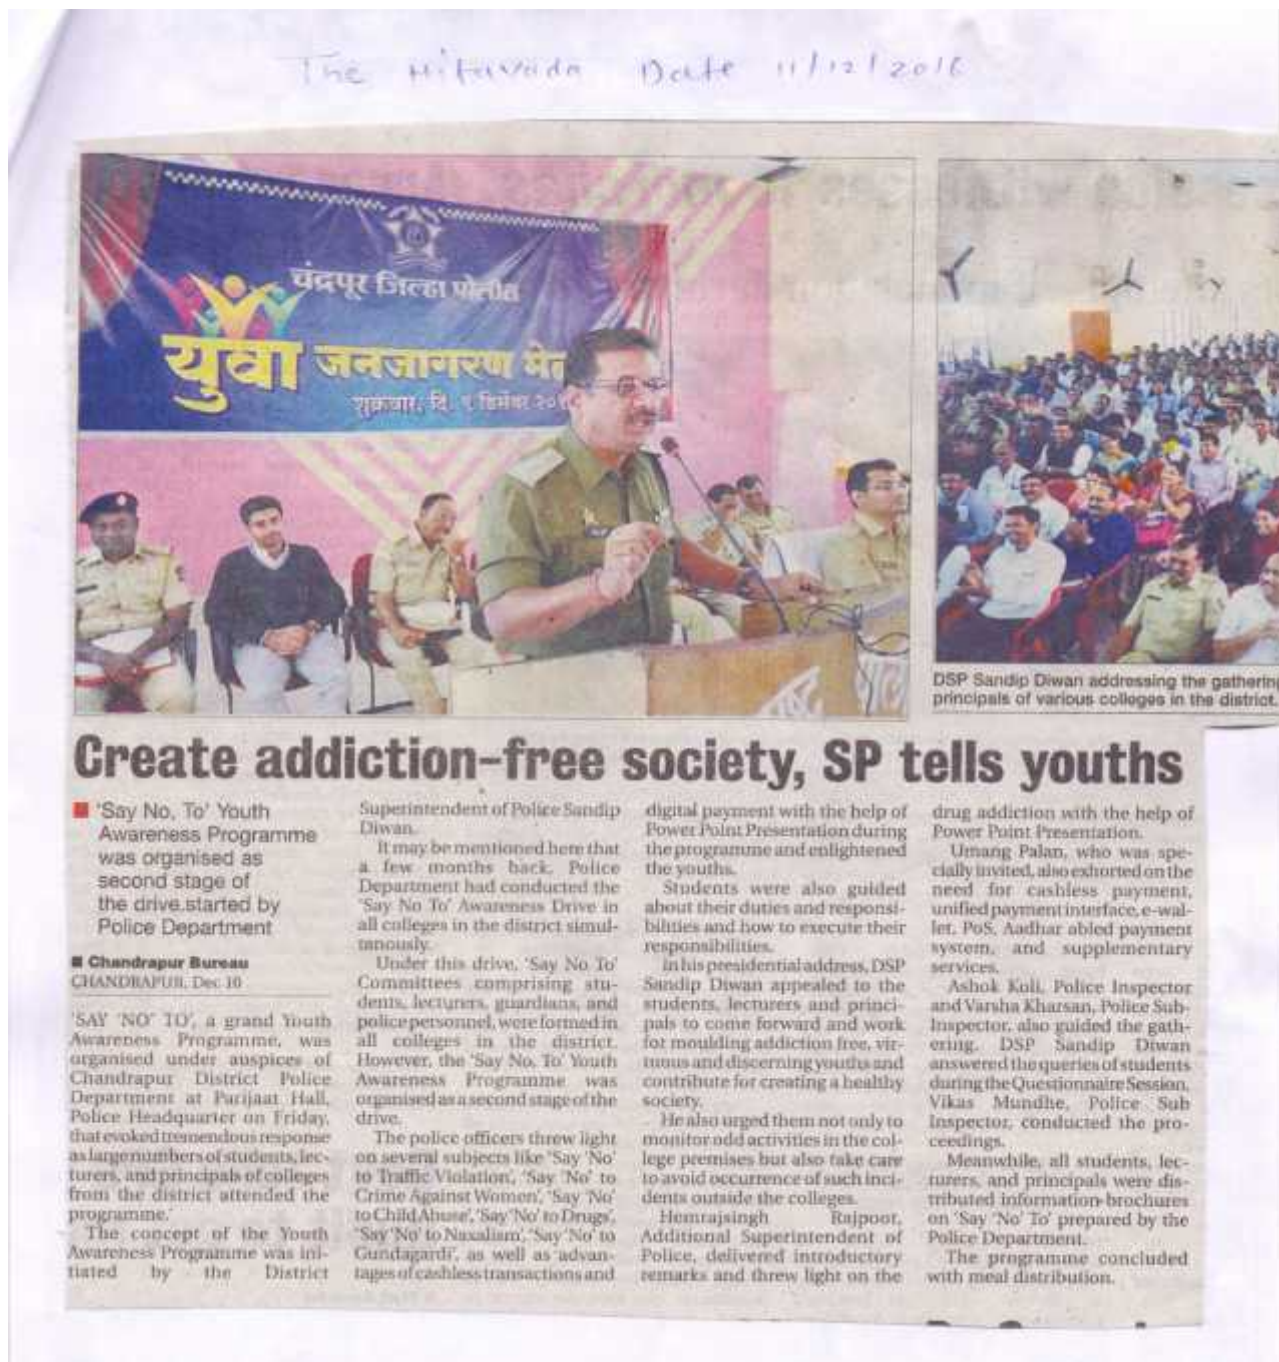 The Hitavada Date 11/12/2016
चंद्रपूर जिल्हा पोलीस
युवा जनजागरण मे
शुक्रवार, दि. ९ डिसेंबर २०१
DSP Sandip Diwan addressing the gathering
principals of various colleges in the district.
Create addiction-free society, SP tells youths
'Say No, To' Youth
Awareness Programme
was organised as
second stage of
the drive started by
Police Department
Chandrapur Bureau
CHANDRAPUR, Dec 10
'SAY 'NO' TO', a grand Youth
Awareness Programme, was
organised under auspices of
Chandrapur District Police
Department at Parijaat Hall,
Police Headquarter on Friday,
that evoked tremendous response
as large numbers of students, lec-
turers, and principals of colleges
from the district attended the
programme.'
The concept of the Youth
Awareness Programme was ini-
tiated by the District
Superintendent of Police Sandip
Diwan.
It may be mentioned here that
a few months back, Police
Department had conducted the
'Say No To' Awareness Drive in
all colleges in the district simul-
tanously.
Under this drive, 'Say No To'
Committees comprising stu-
dents, lecturers, guardians, and
police personnel, were formed in
all colleges in the district.
However, the 'Say No, To' Youth
Awareness Programme was
organised as a second stage of the
drive.
The police officers threw light
on several subjects like 'Say 'No'
to Traffic Violation', 'Say 'No' to
Crime Against Women', 'Say 'No'
to Child Abuse', 'Say 'No' to Drugs',
'Say 'No' to Naxalism', 'Say 'No' to
Gundagardi', as well as 'advan-
tages of cashless transactions and
digital payment with the help of
Power Point Presentation during
the programme and enlightened
the youths.
Students were also guided
about their duties and responsi-
bilities and how to execute their
responsibilities.
In his presidential address, DSP
Sandip Diwan appealed to the
students, lecturers and princi-
pals to come forward and work
for moulding addiction free, vir-
tuous and discerning youths and
contribute for creating a healthy
society.
He also urged them not only to
monitor odd activities in the col-
lege premises but also take care
to avoid occurrence of such inci-
dents outside the colleges.
Hemrajsingh Rajpoor,
Additional Superintendent of
Police, delivered introductory
remarks and threw light on the
drug addiction with the help of
Power Point Presentation.
Umang Palan, who was spe-
cially invited, also exhorted on the
need for cashless payment,
unified payment interface, e-wal-
let, PoS, Aadhar abled payment
system, and supplementary
services.
Ashok Koli, Police Inspector
and Varsha Kharsan, Police Sub-
Inspector, also guided the gath-
ering. DSP Sandip Diwan
answered the queries of students
during the Questionnaire Session.
Vikas Mundhe, Police Sub
Inspector, conducted the pro-
ceedings.
Meanwhile, all students, lec-
turers, and principals were dis-
tributed information brochures
on 'Say 'No' To' prepared by the
Police Department.
The programme concluded
with meal distribution.